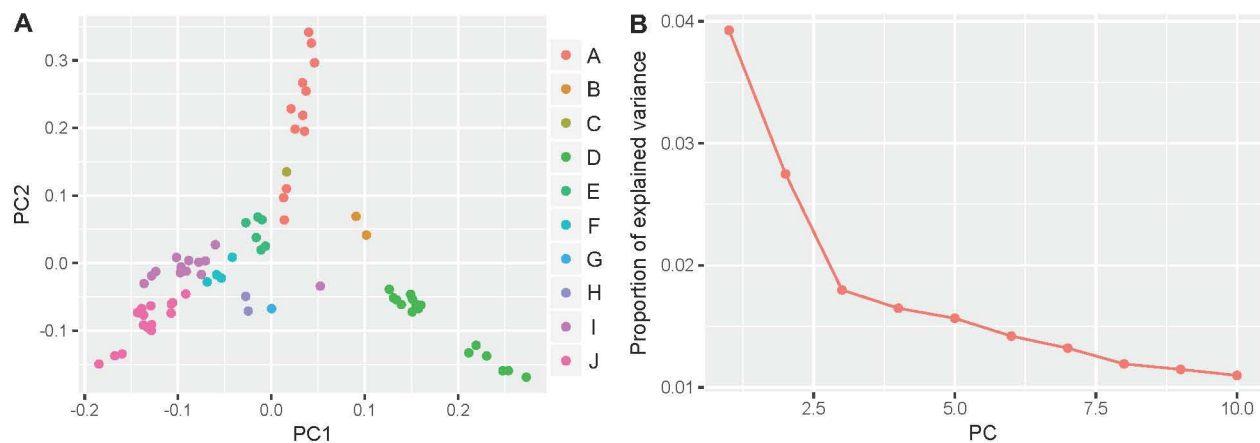 A
PC2
0.3
0.2
0.1
0.0
-0.1
-0.2
-0.1
0.0
0.1
0.2
PC1
A
B
C
D
E
F
G
H
I
J
B
Proportion of explained variance
0.04
0.03
0.02
0.01
2.5
5.0
7.5
10.0
PC